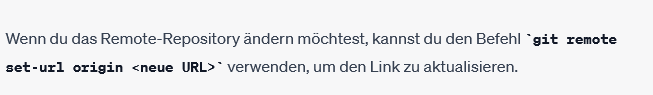 Wenn du das Remote-Repository ändern möchtest, kannst du den Befehl `git remote
set-url origin <neue URL>` verwenden, um den Link zu aktualisieren.